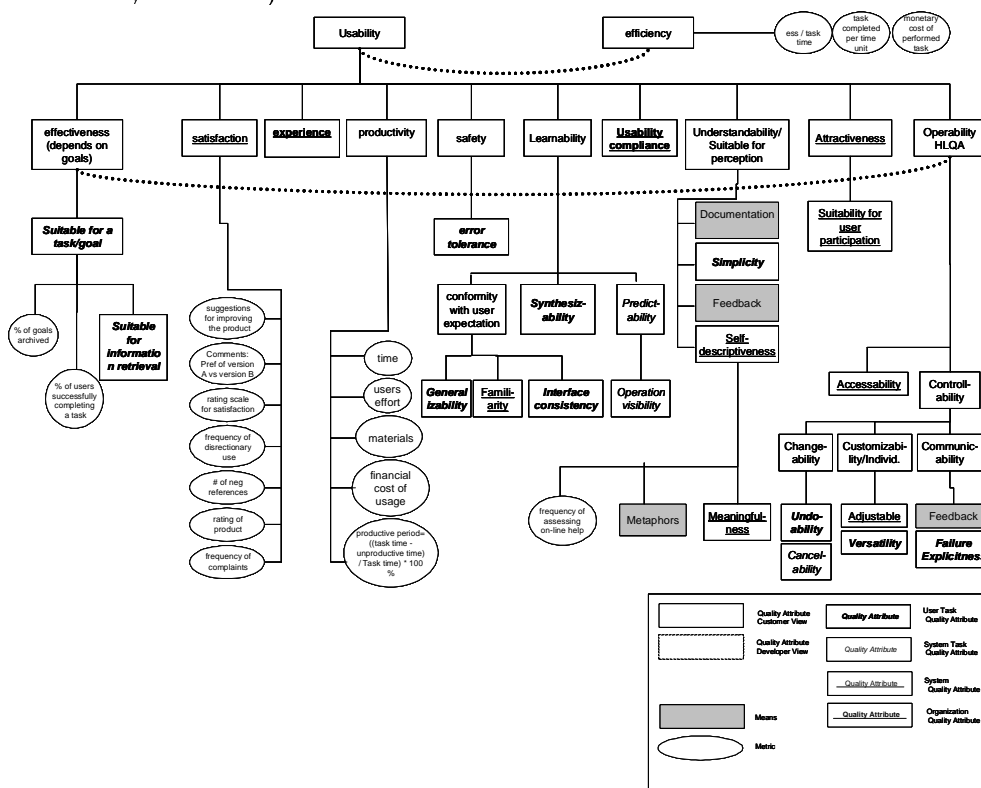 Usability
efficiency
ess / task
time
task
completed
per time
unit
monetary
cost of
performed
task
effectiveness
(depends on
goals)
satisfaction
experience
productivity
safety
Learnability
Usability
compliance
Understandability/
Suitable for
perception
Attractiveness
Operability
HLQA
Suitable for a
task/goal
error
tolerance
Documentation
Simplicity
Feedback
Self-
descriptiveness
Suitability for
user
participation
% of goals
archived
% of users
successfully
completing
a task
Suitable
for
informatio
n retrieval
suggestions
for improving
the product
Comments:
Pref of version
A vs version B
rating scale
for satisfaction
frequency of
disrectionary
use
# of neg
references
rating of
product
frequency of
complaints
time
users
effort
materials
financial
cost of
usage
productive period=
((task time -
unproductive time)
/ Task time) * 100
%
conformity
with user
expectation
Synthesiz-
ability
Predict-
ability
General
izability
Famili-
arity
Interface
consistency
Operation
visibility
frequency of
assessing
on-line help
Metaphors
Meaningful-
ness
Accessability
Controll-
ability
Change-
ability
Customizabi-
lity/Individ.
Communic-
ability
Undo-
ability
Cancel-
ability
Adjustable
Versatility
Feedback
Failure
Explicitness
Quality Attribute
Customer View
Quality Attribute
Developer View
Means
Metric
Quality Attribute
User Task
Quality Attribute
Quality Attribute
System Task
Quality Attribute
Quality Attribute
System
Quality Attribute
Quality Attribute
Organization
Quality Attribute